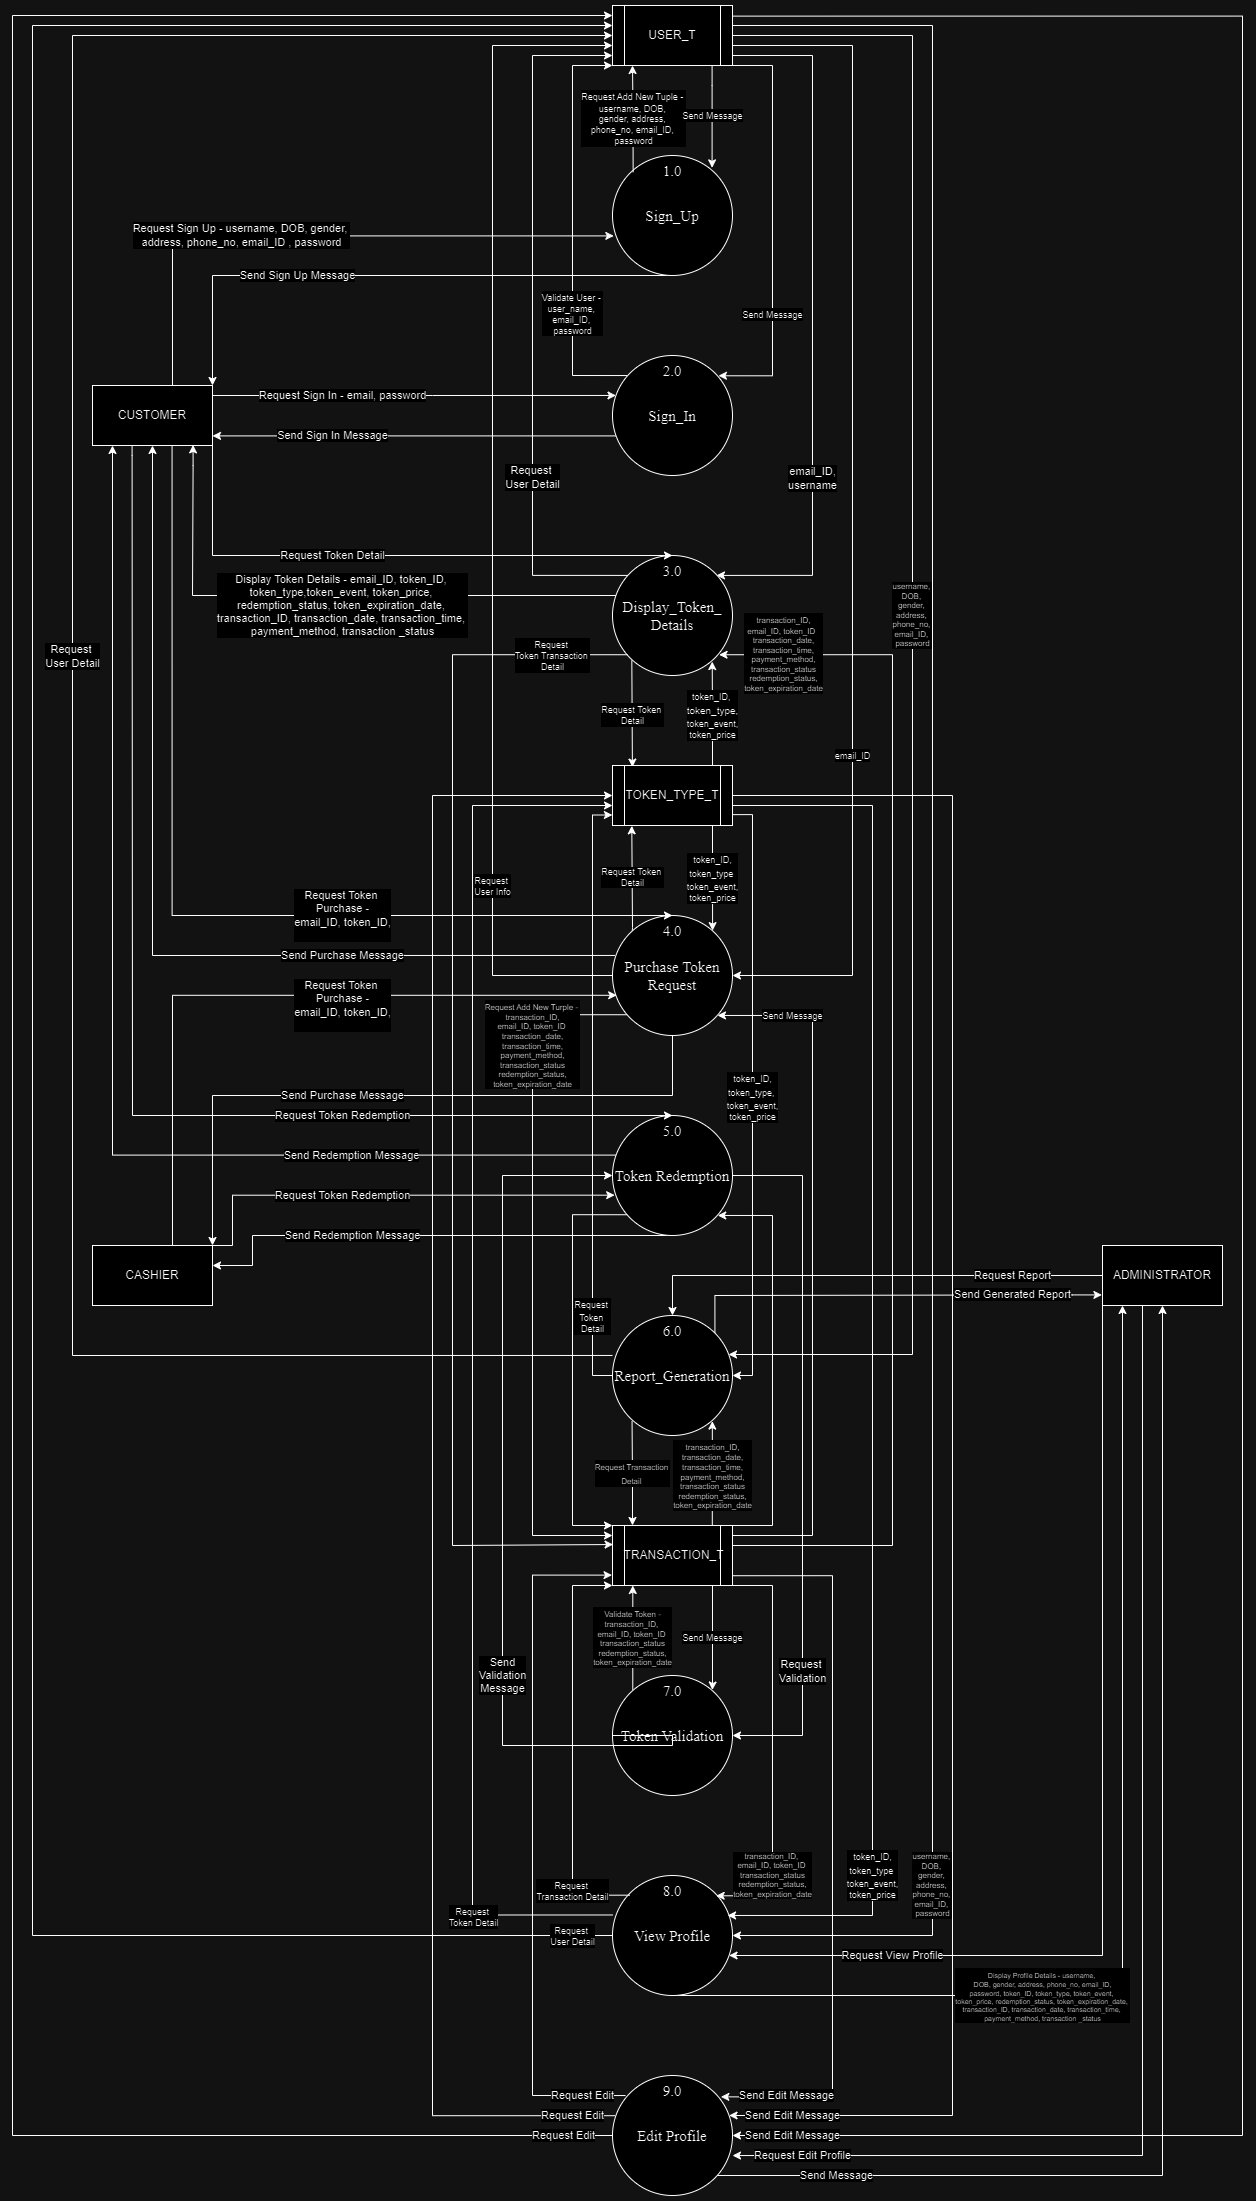 USER_T
Request Add New Tuple -
username, DOB,
gender, address,
phone_no, email_ID,
password
Send Message
1.0
Sign_Up
Request Sign Up - username, DOB, gender,
address, phone_no, email_ID , password
Send Sign Up Message
Validate User -
user_name,
email_ID,
password
Send Message
2.0
Sign_In
CUSTOMER
Request Sign In - email, password
Send Sign In Message
Request
User Detail
email_ID,
username
Request Token Detail
3.0
Display_Token_
Details
Display Token Details - email_ID, token_ID,
token_type,token_event, token_price,
redemption_status, token_expiration_date,
transaction_ID, transaction_date, transaction_time,
payment_method, transaction _status
username,
DOB,
gender,
address,
phone_no,
email_ID,
password
Request
User Detail
Request
Token Transaction
Detail
transaction_ID,
email_ID, token_ID
transaction_date,
transaction_time,
payment_method,
transaction_status
redemption_status,
token_expiration_date
Request Token
Detail
token_ID,
token_type,
token_event,
token_price
email_ID
TOKEN_TYPE_T
Request
User Info
Request Token
Detail
token_ID,
token_type
token_event,
token_price
Request Token
Purchase -
email_ID, token_ID,
4.0
Purchase Token
Request
Send Purchase Message
Request Token
Purchase -
email_ID, token_ID,
Request Add New Turple -
transaction_ID,
email_ID, token_ID
transaction_date,
transaction_time,
payment_method,
transaction_status
redemption_status,
token_expiration_date
Send Message
token_ID,
token_type,
token_event,
token_price
Send Purchase Message
Request Token Redemption
5.0
Token Redemption
Send Redemption Message
Request Token Redemption
Send Redemption Message
CASHIER
ADMINISTRATOR
Request Report
Send Generated Report
Request
Token
Detail
6.0
Report_Generation
Request Transaction
Detail
transaction_ID,
transaction_date,
transaction_time,
payment_method,
transaction_status
redemption_status,
token_expiration_date
TRANSACTION_T
Validate Token -
transaction_ID,
email_ID, token_ID
transaction_status
redemption_status,
token_expiration_date
Send Message
Send
Validation
Message
Request
Validation
7.0
Token Validation
transaction_ID,
email_ID, token_ID
transaction_status
redemption_status,
token_expiration_date
token_ID,
token_type
token_event,
token_price
username,
DOB,
gender,
address,
phone_no,
email_ID,
password
Request
Transaction Detail
Request
Token Detail
Request
User Detail
8.0
View Profile
Request View Profile
Display Profile Details - username,
DOB, gender, address, phone_no, email_ID,
password, token_ID, token_type, token_event,
token_price, redemption_status, token_expiration_date,
transaction_ID, transaction_date, transaction_time,
payment_method, transaction _status
Request Edit
Request Edit
Request Edit
9.0
Edit Profile
Send Edit Message
Send Edit Message
Send Edit Message
Request Edit Profile
Send Message